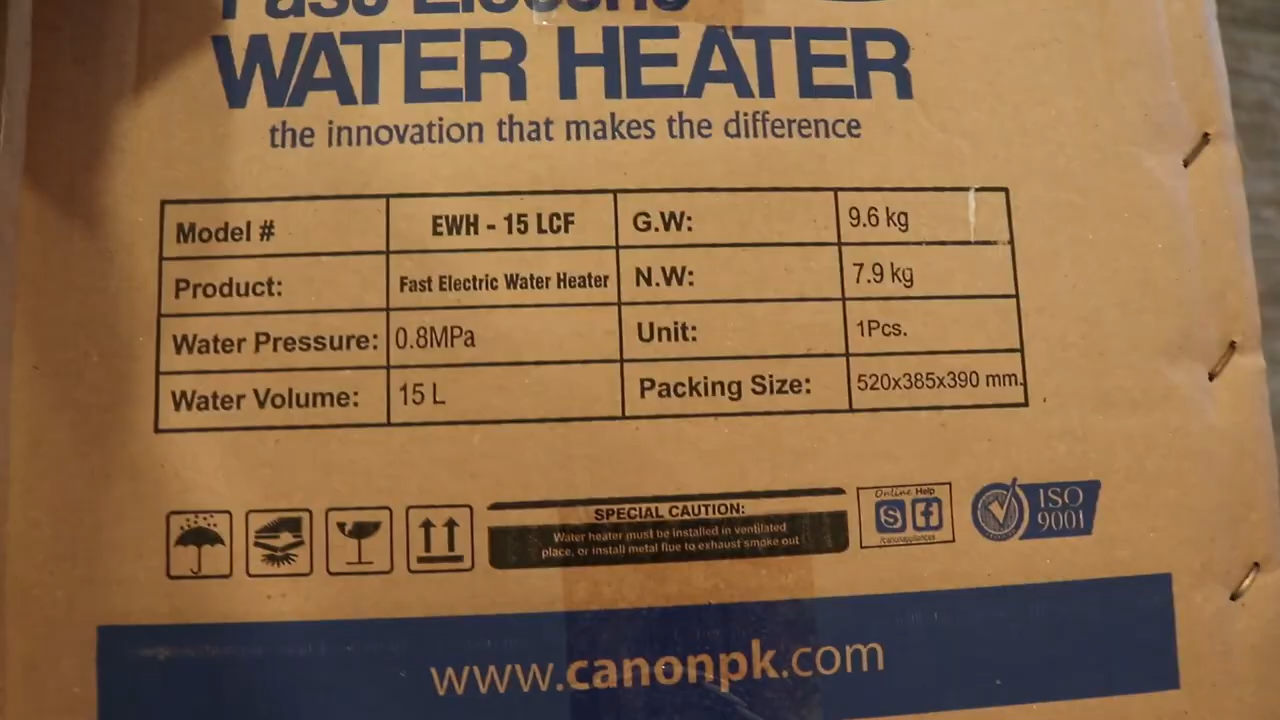 Fast Electric
WATER HEATER
the innovation that makes the difference
Model # EWH - 15 LCF G.W: 9.6 kg
Product: Fast Electric Water Heater N.W: 7.9 kg
Water Pressure: 0.8MPa Unit: 1Pcs.
Water Volume: 15 L Packing Size: 520x385x390 mm.
SPECIAL CAUTION:
Water heater must be installed in ventilated
place, or install metal flue to exhaust smoke out
Online Help
S f
/canonappliances
ISO
9001
www.canonpk.com